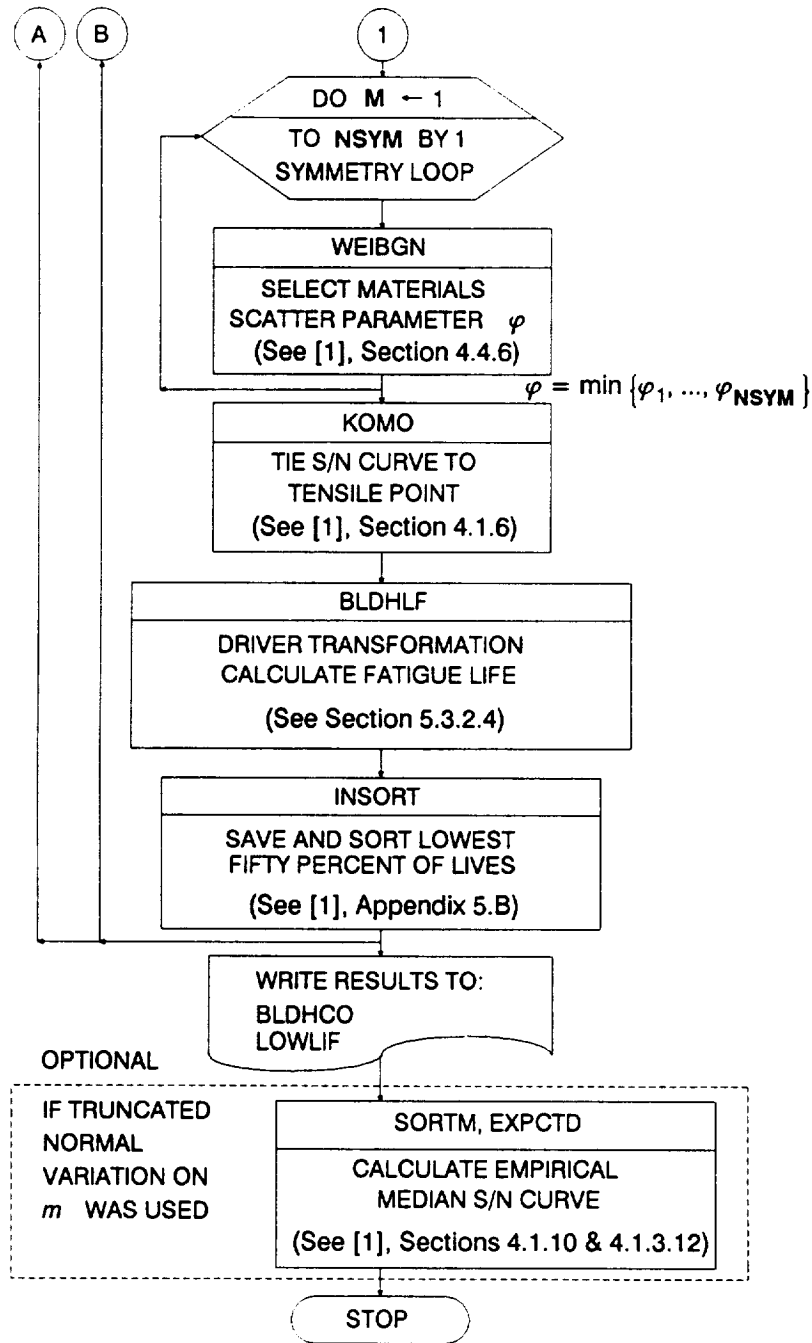 A B 1
DO M ← 1
TO NSYM BY 1
SYMMETRY LOOP
WEIBGN
SELECT MATERIALS
SCATTER PARAMETER φ
(See [1], Section 4.4.6)
φ = min {φ1, ..., φNSYM}
KOMO
TIE S/N CURVE TO
TENSILE POINT
(See [1], Section 4.1.6)
BLDHLF
DRIVER TRANSFORMATION
CALCULATE FATIGUE LIFE
(See Section 5.3.2.4)
INSORT
SAVE AND SORT LOWEST
FIFTY PERCENT OF LIVES
(See [1], Appendix 5.B)
WRITE RESULTS TO:
BLDHCO
LOWLIF
OPTIONAL
IF TRUNCATED
NORMAL
VARIATION ON
m WAS USED
SORTM, EXPCTD
CALCULATE EMPIRICAL
MEDIAN S/N CURVE
(See [1], Sections 4.1.10 & 4.1.3.12)
STOP